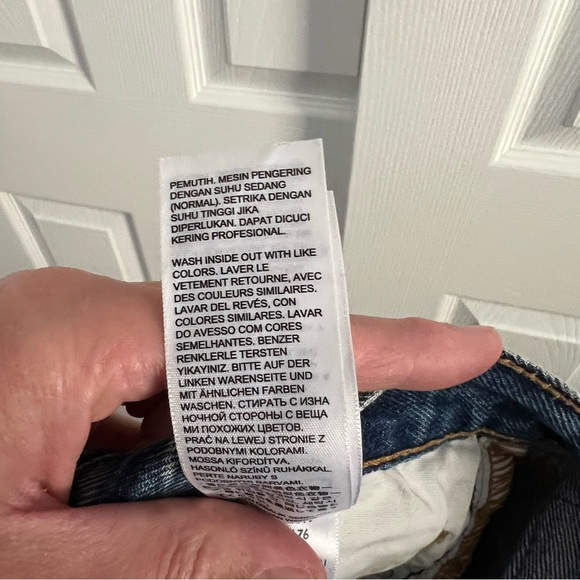 PEMUTIH. MESIN PENGERING
DENGAN SUHU SEDANG
(NORMAL). SETRIKA DENGAN
SUHU TINGGI JIKA
DIPERLUKAN. DAPAT DICUCI
KERING PROFESIONAL.
WASH INSIDE OUT WITH LIKE
COLORS. LAVER LE
VETEMENT RETOURNE, AVEC
DES COULEURS SIMILAIRES.
LAVAR DEL REVÉS, CON
COLORES SIMILARES. LAVAR
DO AVESSO COM CORES
SEMELHANTES. BENZER
RENKLERLE TERSTEN
YIKAYINIZ. BITTE AUF DER
LINKEN WARENSEITE UND
MIT ÄHNLICHEN FARBEN
WASCHEN. СТИРАТЬ С ИЗНА
НОЧНОЙ СТОРОНЫ С ВЕЩА
МИ ПОХОЖИХ ЦВЕТОВ.
PRAĆ NA LEWEJ STRONIE Z
PODOBNYMI KOLORAMI.
MOSSA KIFORDÍTVA,
HASONLÓ SZÍNŰ RUHÁKKAL.
PERTE NARUBY S
BARVAMI.